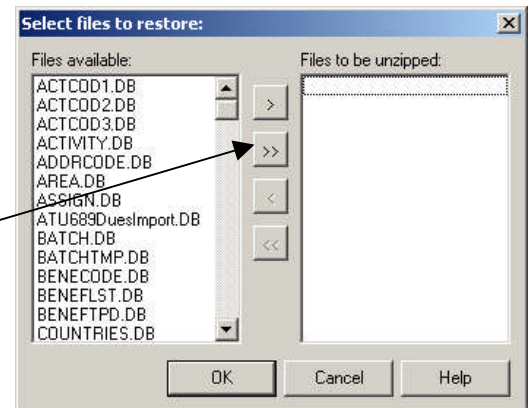 Select files to restore:
Files available:
Files to be unzipped:
ACTCOD1.DB
ACTCOD2.DB
ACTCOD3.DB
ACTIVITY.DB
ADDRCODE.DB
AREA.DB
ASSIGN.DB
ATU689DuesImport.DB
BATCH.DB
BATCHTMP.DB
BENECODE.DB
BENEFLST.DB
BENEFTPD.DB
COUNTRIES.DB
>
>>
<
<<
OK
Cancel
Help